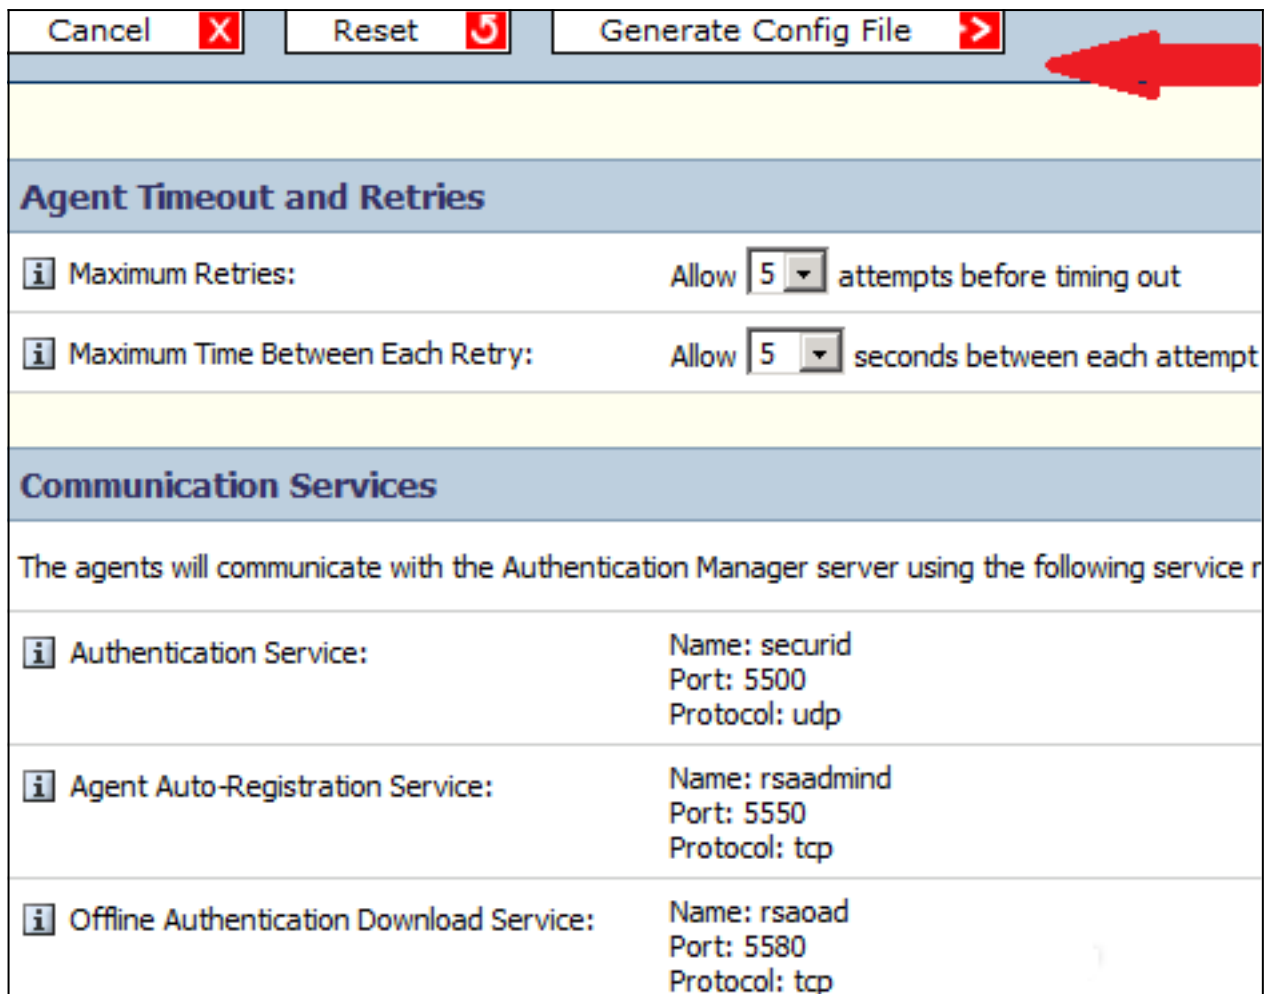 Cancel X Reset Generate Config File
Agent Timeout and Retries
i Maximum Retries: Allow 5 attempts before timing out
i Maximum Time Between Each Retry: Allow 5 seconds between each attempt
Communication Services
The agents will communicate with the Authentication Manager server using the following service
i Authentication Service: Name: securid
Port: 5500
Protocol: udp
i Agent Auto-Registration Service: Name: rsaadmind
Port: 5550
Protocol: tcp
i Offline Authentication Download Service: Name: rsaoad
Port: 5580
Protocol: tcp